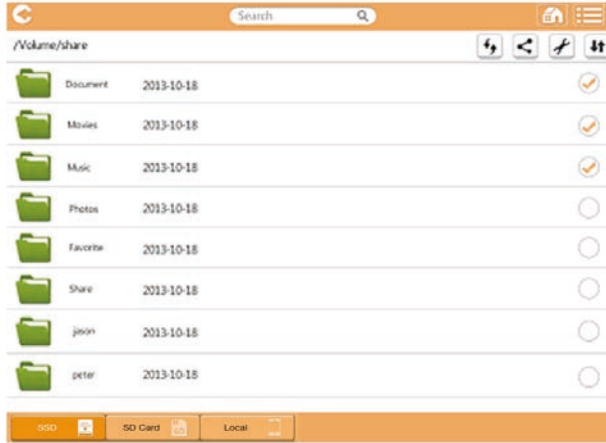 Search
/Volume/share
Document 2013-10-18
Movies 2013-10-18
Music 2013-10-18
Photos 2013-10-18
Favorite 2013-10-18
Share 2013-10-18
jason 2013-10-18
peter 2013-10-18
SSD SD Card Local